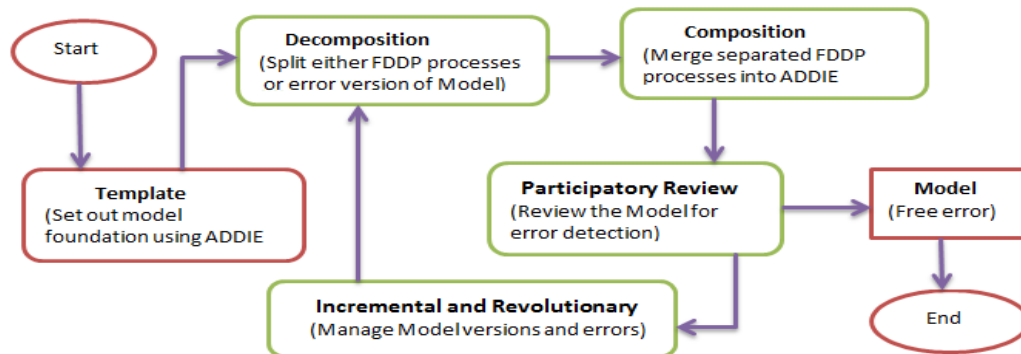 Start
Template
(Set out model
foundation using ADDIE
Decomposition
(Split either FDDP processes
or error version of Model)
Composition
(Merge separated FDDP
processes into ADDIE
Participatory Review
(Review the Model for
error detection)
Incremental and Revolutionary
(Manage Model versions and errors)
Model
(Free error)
End